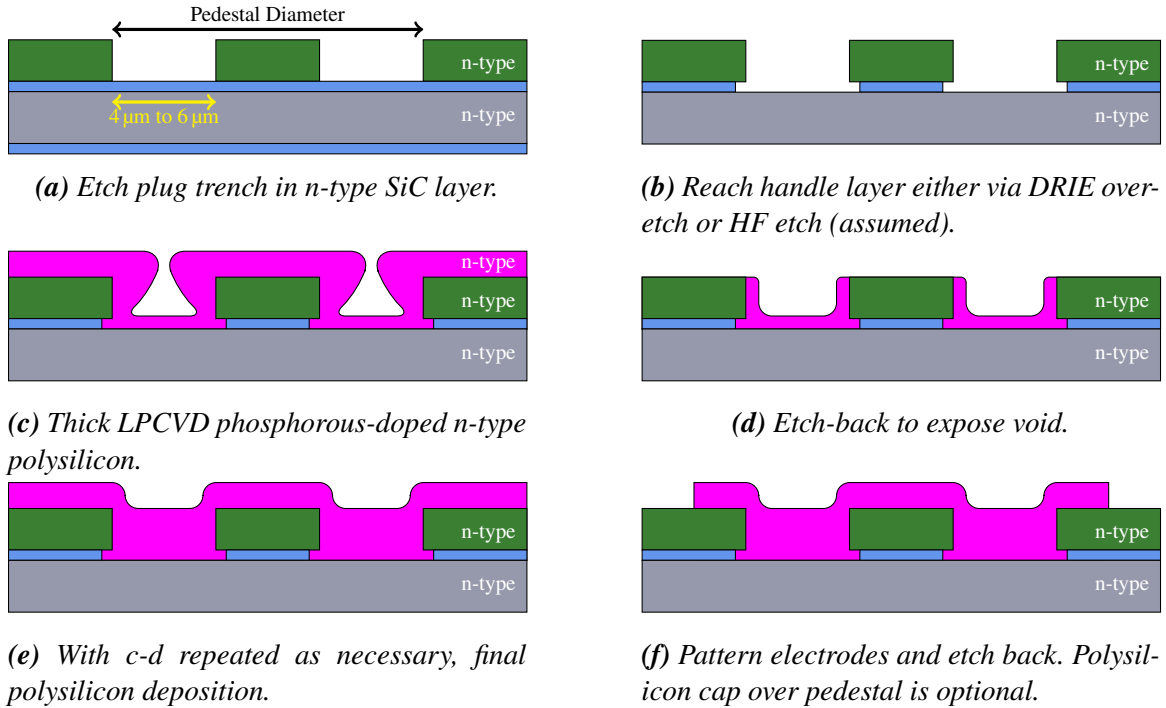 Pedestal Diameter
n-type
4 µm to 6 µm
n-type
(a) Etch plug trench in n-type SiC layer.
n-type
n-type
(b) Reach handle layer either via DRIE over-
etch or HF etch (assumed).
n-type
n-type
n-type
(c) Thick LPCVD phosphorous-doped n-type
polysilicon.
n-type
n-type
(d) Etch-back to expose void.
n-type
n-type
(e) With c-d repeated as necessary, final
polysilicon deposition.
n-type
n-type
(f) Pattern electrodes and etch back. Polysil-
icon cap over pedestal is optional.